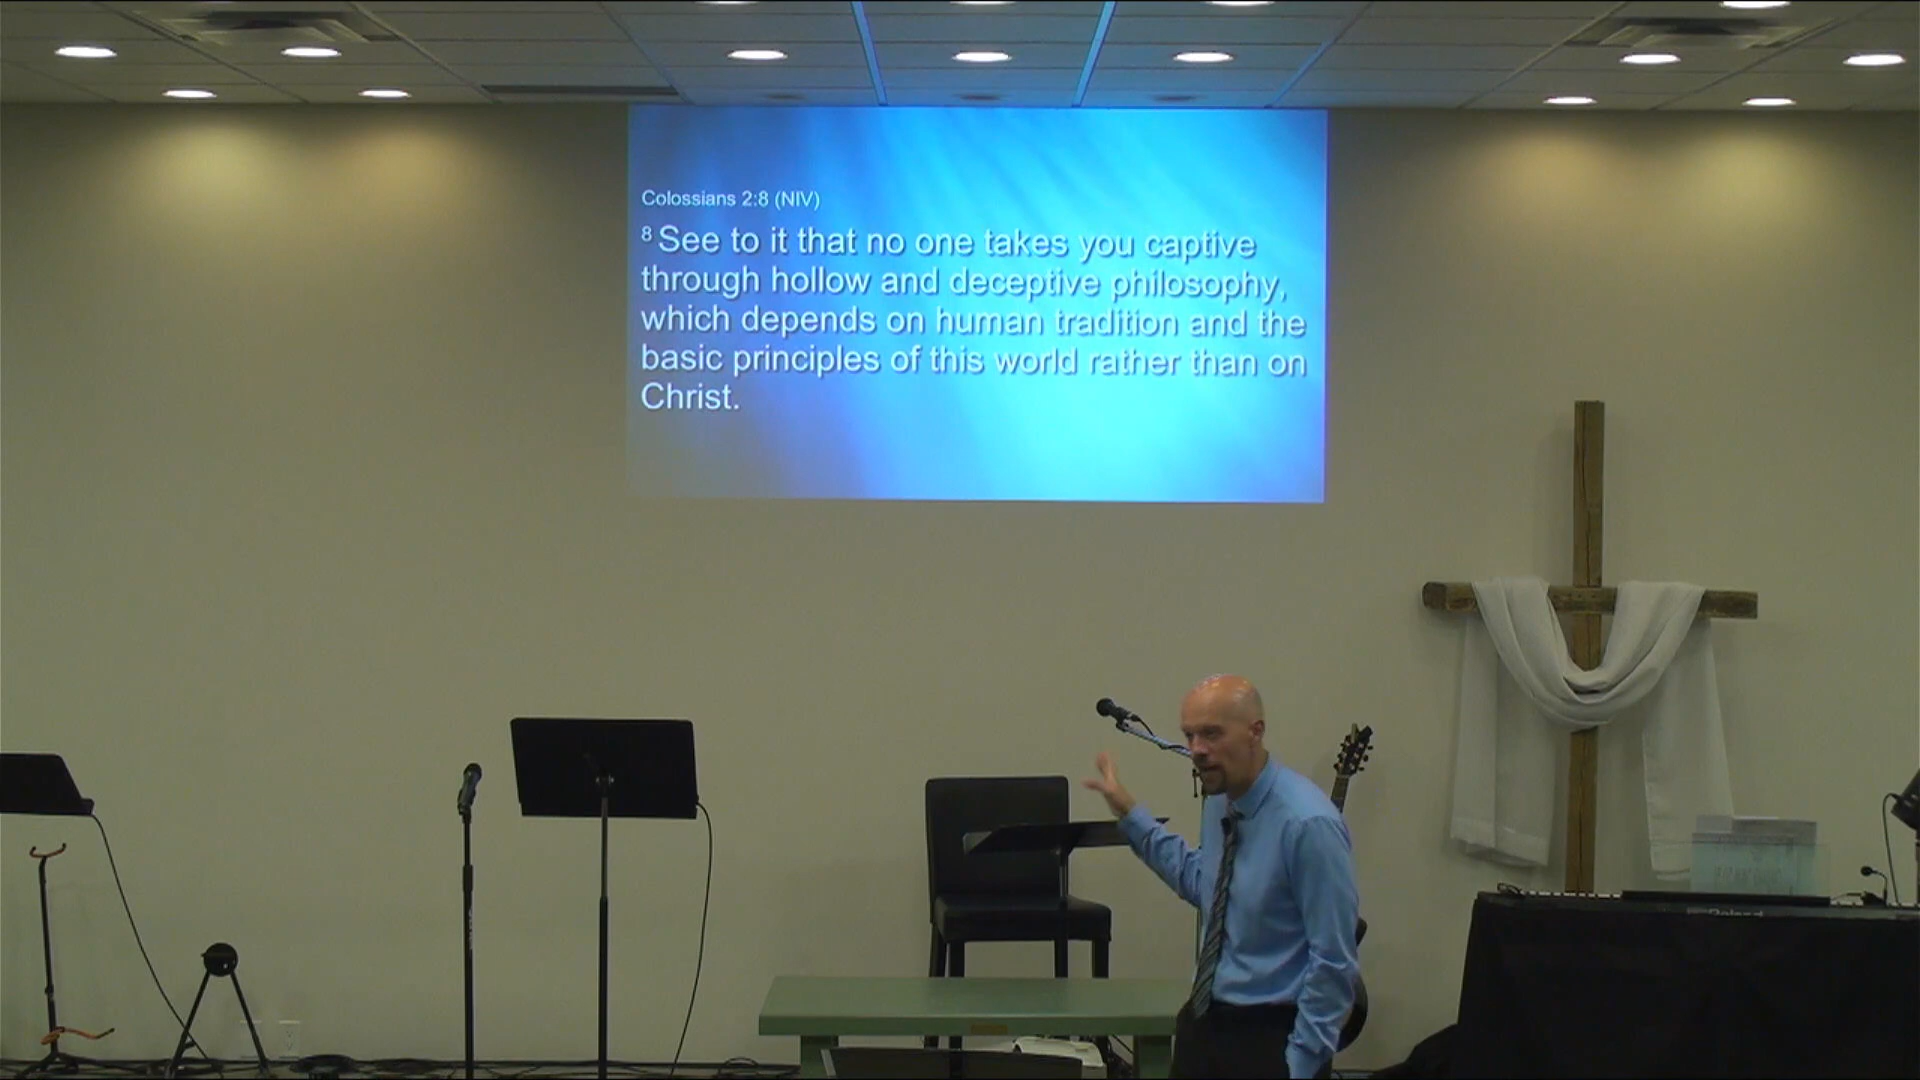 Colossians 2:8 (NIV)
8 See to it that no one takes you captive
through hollow and deceptive philosophy,
which depends on human tradition and the
basic principles of this world rather than on
Christ.
Roland